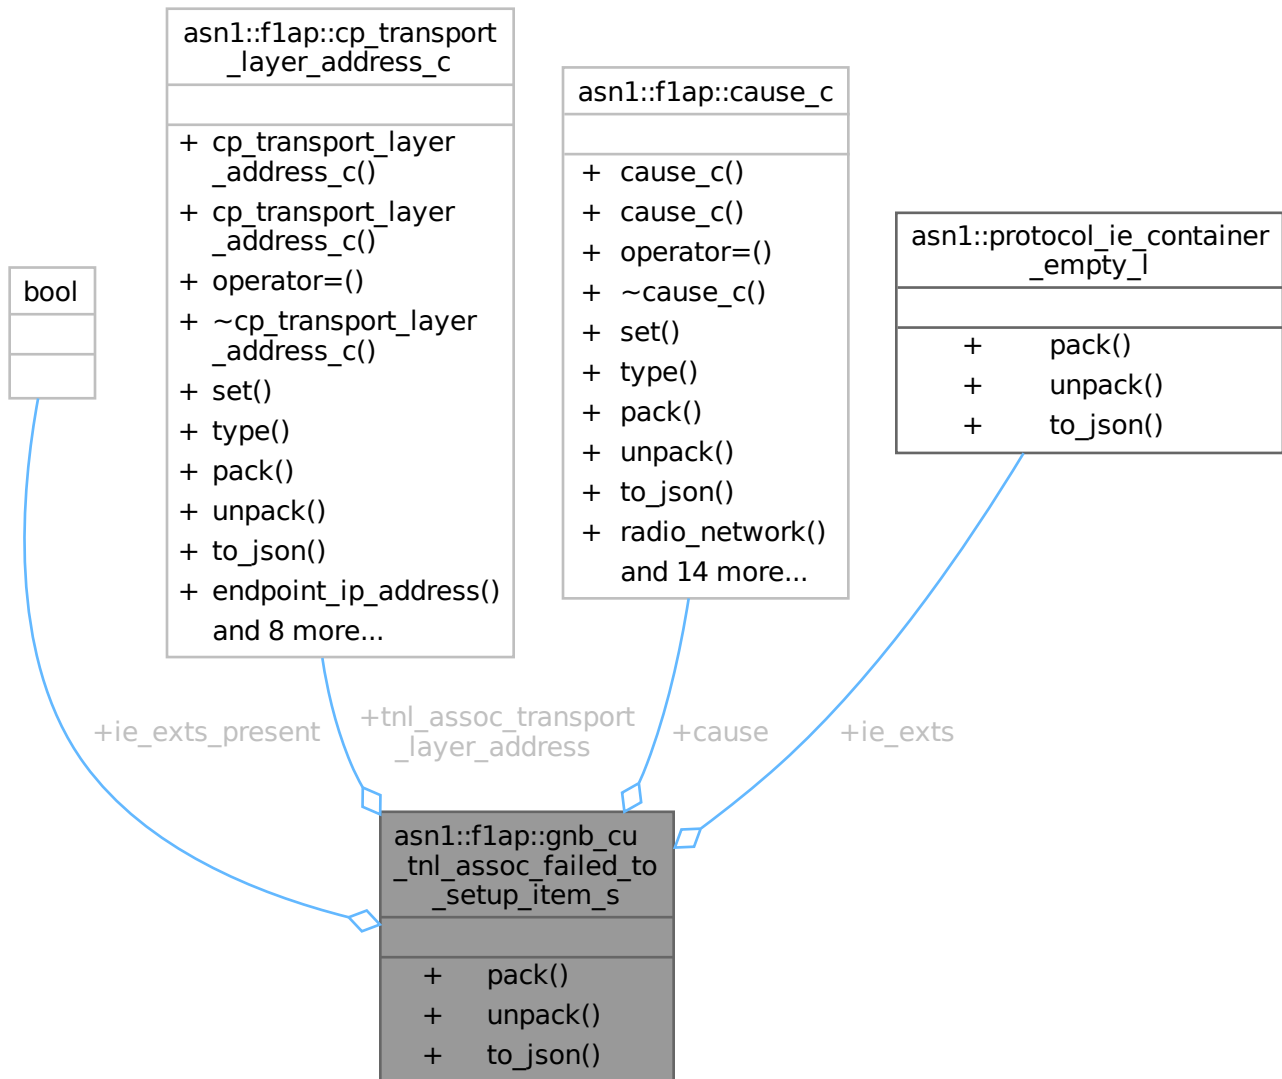 asn1::f1ap::cp_transport
_layer_address_c
+ cp_transport_layer
_address_c()
+ cp_transport_layer
_address_c()
+ operator=()
+ ~cp_transport_layer
_address_c()
+ set()
+ type()
+ pack()
+ unpack()
+ to_json()
+ endpoint_ip_address()
and 8 more...
asn1::f1ap::cause_c
+ cause_c()
+ cause_c()
+ operator=()
+ ~cause_c()
+ set()
+ type()
+ pack()
+ unpack()
+ to_json()
+ radio_network()
and 14 more...
asn1::protocol_ie_container
_empty_l
+ pack()
+ unpack()
+ to_json()
bool
+ie_exts_present
+tnl_assoc_transport
_layer_address
+cause
+ie_exts
asn1::f1ap::gnb_cu
_tnl_assoc_failed_to
_setup_item_s
+ pack()
+ unpack()
+ to_json()